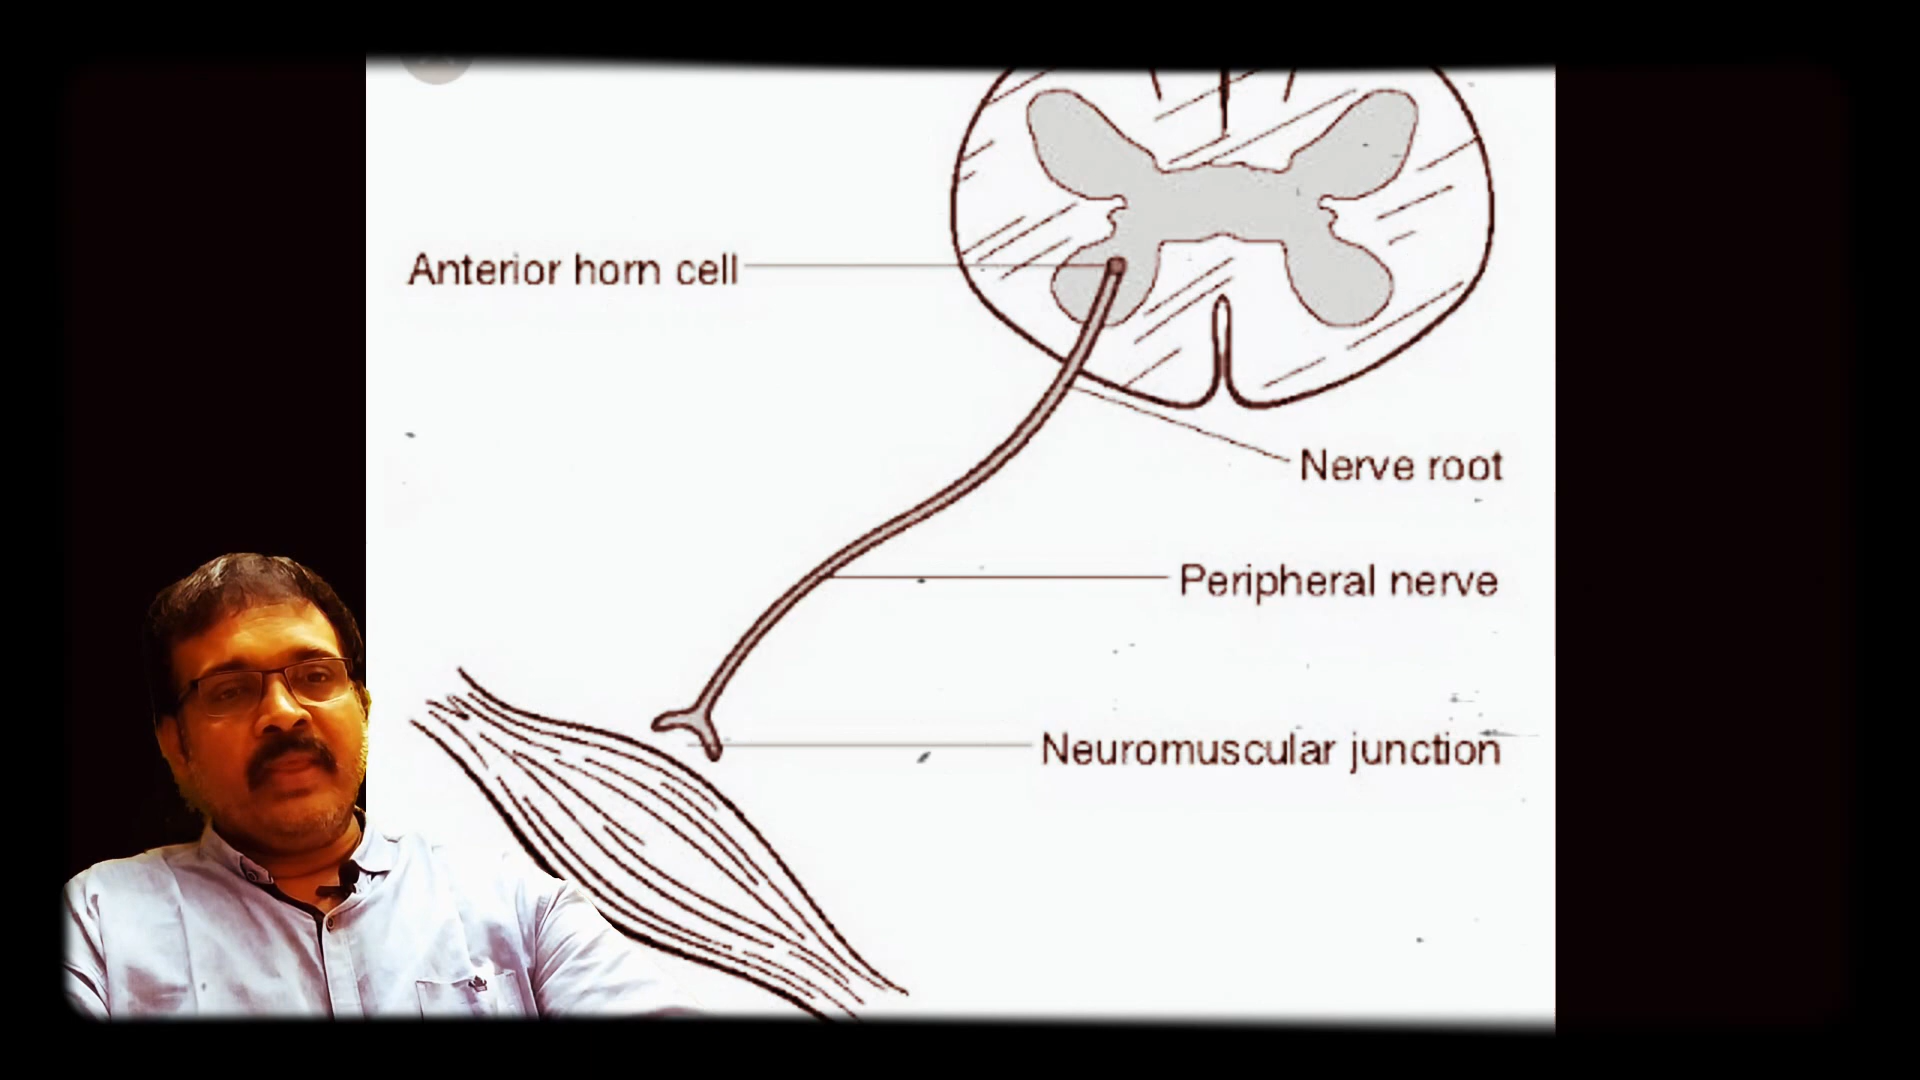 Anterior horn cell
Nerve root
Peripheral nerve
Neuromuscular junction